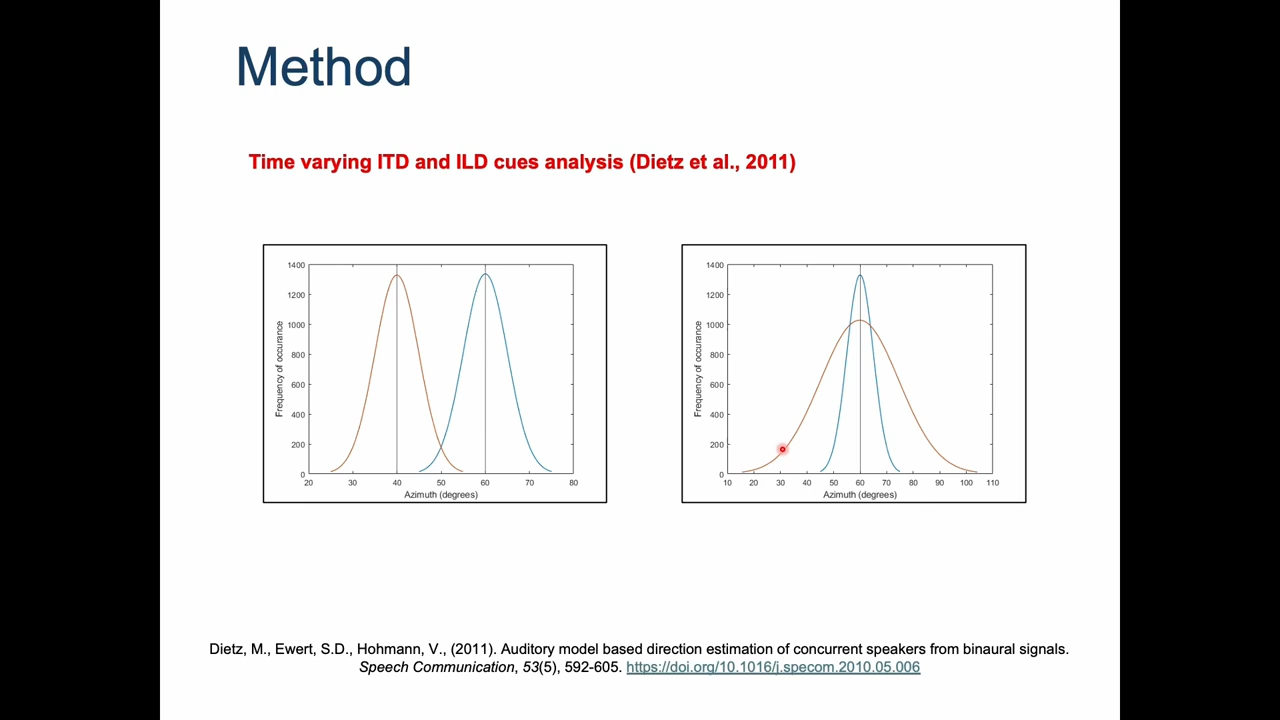 Method
Time varying ITD and ILD cues analysis (Dietz et al., 2011)
1400
1200
1000
800
600
400
200
0
Frequency of occurance
20 30 40 50 60 70 80
Azimuth (degrees)
1400
1200
1000
800
600
400
200
0
Frequency of occurance
10 20 30 40 50 60 70 80 90 100 110
Azimuth (degrees)
Dietz, M., Ewert, S.D., Hohmann, V., (2011). Auditory model based direction estimation of concurrent speakers from binaural signals.
Speech Communication, 53(5), 592-605. https://doi.org/10.1016/j.specom.2010.05.006